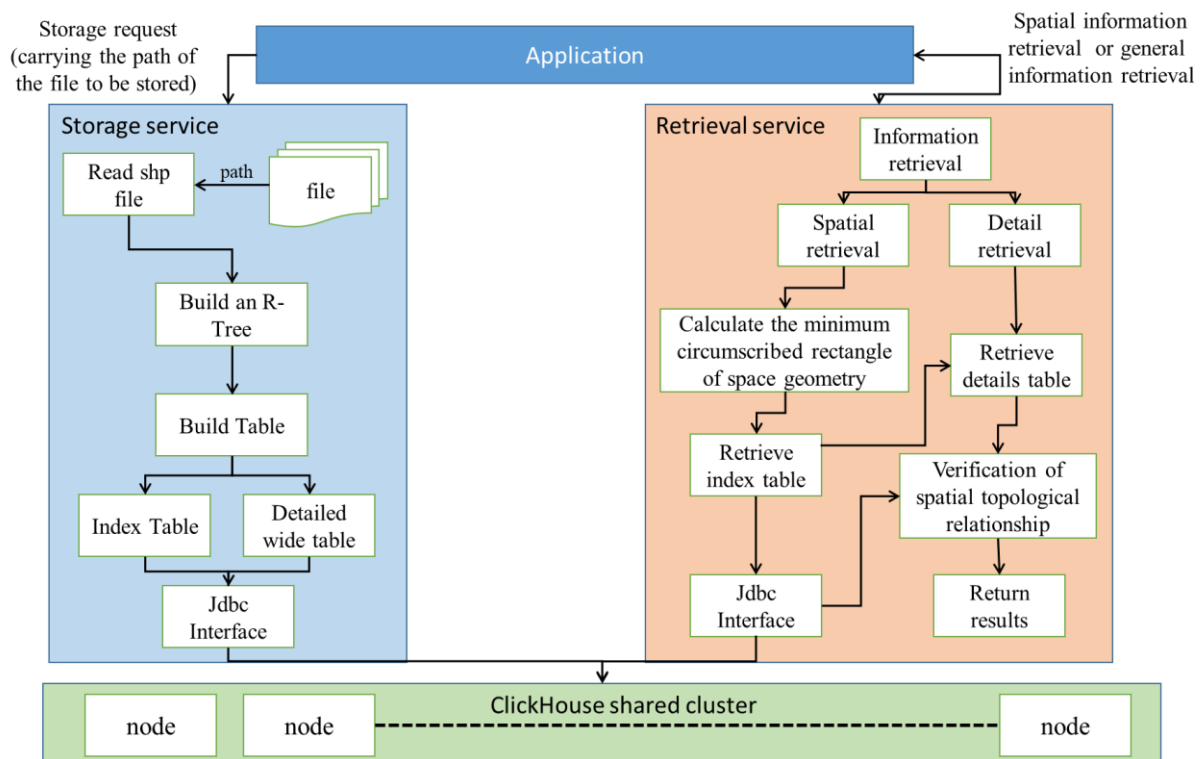 Storage request
(carrying the path of
the file to be stored)
Application
Spatial information
retrieval or general
information retrieval
Storage service
Read shp
file
path
file
Build an R-
Tree
Build Table
Index Table
Detailed
wide table
Jdbc
Interface
Retrieval service
Information
retrieval
Spatial
retrieval
Detail
retrieval
Calculate the minimum
circumscribed rectangle
of space geometry
Retrieve
details table
Retrieve
index table
Verification of
spatial topological
relationship
Jdbc
Interface
Return
results
ClickHouse shared cluster
node
node
node